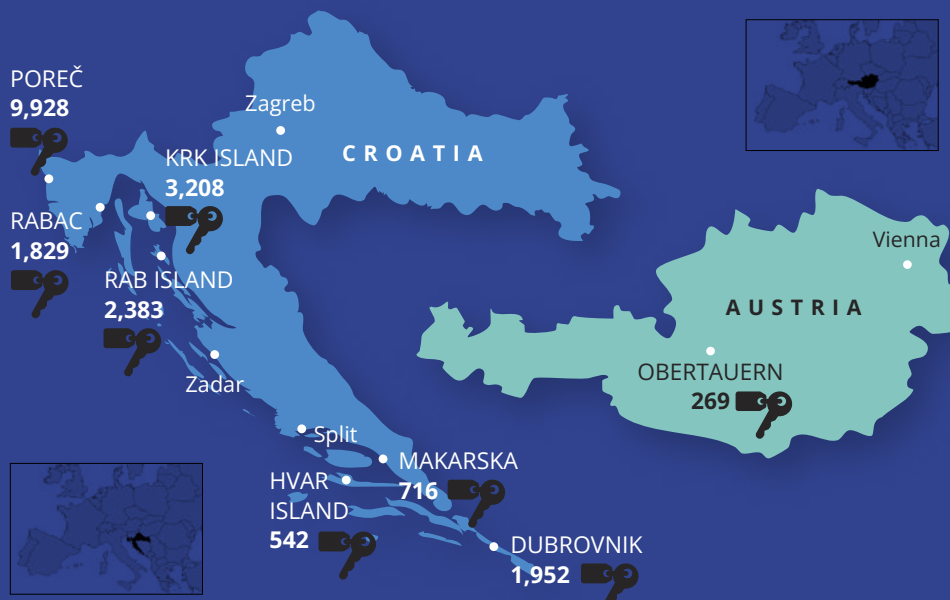 POREČ
9,928
Zagreb
CROATIA
KRK ISLAND
3,208
RABAC
1,829
RAB ISLAND
2,383
Zadar
Split
MAKARSKA
716
HVAR
ISLAND
542
DUBROVNIK
1,952
Vienna
AUSTRIA
OBERTAUERN
269